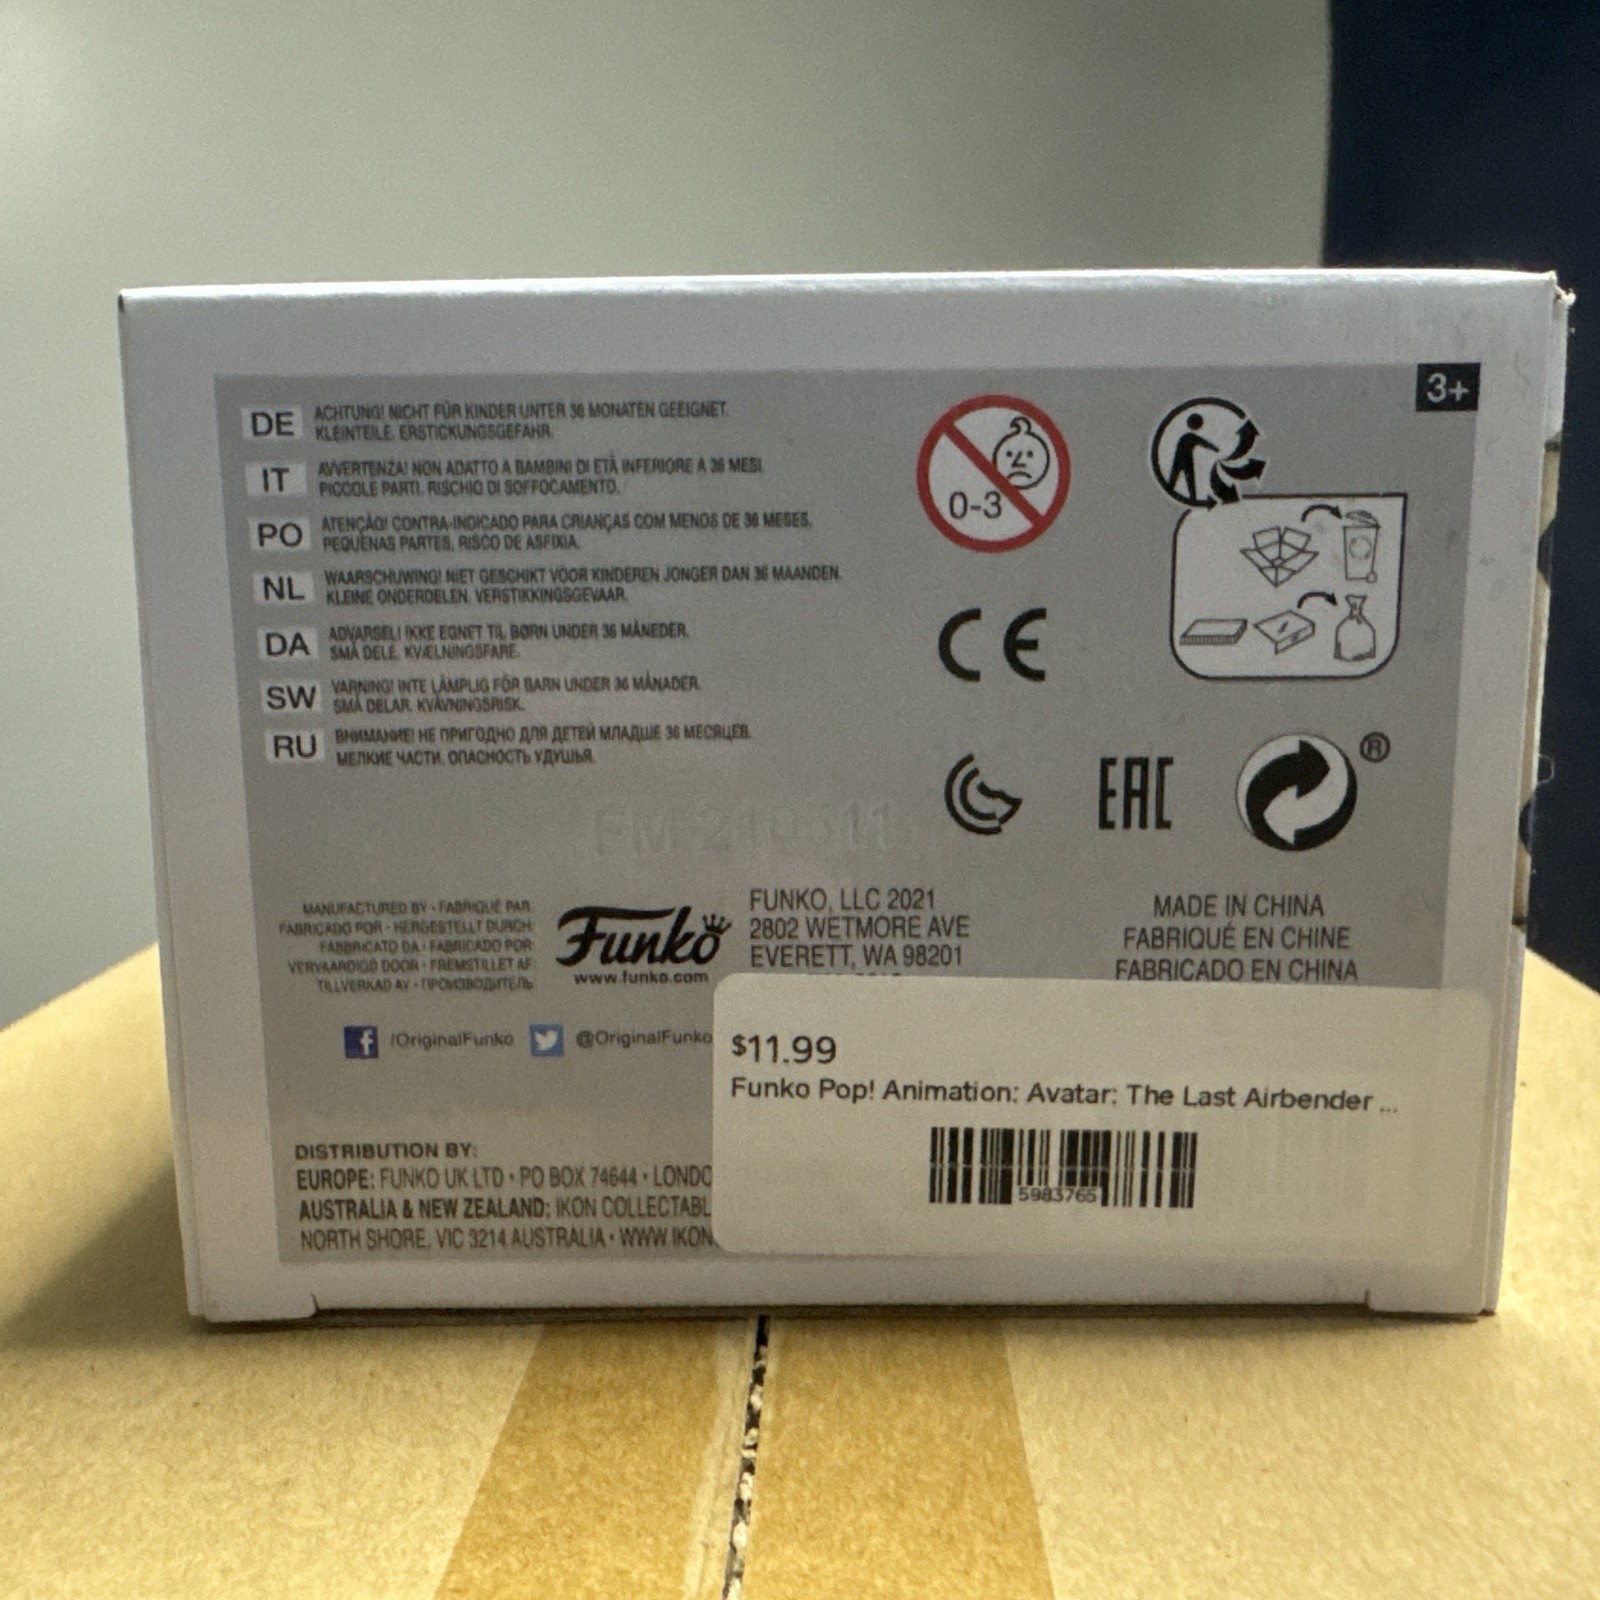 3+
DE ACHTUNG! NICHT FÜR KINDER UNTER 36 MONATEN GEEIGNET.
KLEINTEILE. ERSTICKUNGSGEFAHR.
IT AVVERTENZA! NON ADATTO A BAMBINI DI ETÀ INFERIORE A 36 MESI.
PICCOLE PARTI. RISCHIO DI SOFFOCAMENTO.
PO ATENÇÃO! CONTRA-INDICADO PARA CRIANÇAS COM MENOS DE 36 MESES.
PEQUENAS PARTES. RISCO DE ASFIXIA.
NL WAARSCHUWING! NIET GESCHIKT VOOR KINDEREN JONGER DAN 36 MAANDEN.
KLEINE ONDERDELEN. VERSTIKKINGSGEVAAR.
DA ADVARSEL! IKKE EGNET TIL BØRN UNDER 36 MÅNEDER.
SMÅ DELE. KVÆLNINGSFARE.
SW VARNING! INTE LÄMPLIG FÖR BARN UNDER 36 MÅNADER.
SMÅ DELAR. KVÄVNINGSRISK.
RU ВНИМАНИЕ! НЕ ПРИГОДНО ДЛЯ ДЕТЕЙ МЛАДШЕ 36 МЕСЯЦЕВ.
МЕЛКИЕ ЧАСТИ. ОПАСНОСТЬ УДУШЬЯ.
0-3
CE
EAC
®
MANUFACTURED BY • FABRIQUÉ PAR:
FABRICADO POR • HERGESTELLT DURCH:
FABBRICATO DA • FABRICADO POR:
VERVAARDIGD DOOR • FREMSTILLET AF:
TILLVERKAD AV • ПРОИЗВОДИТЕЛЬ:
Funko
www.funko.com
FUNKO, LLC 2021
2802 WETMORE AVE
EVERETT, WA 98201
MADE IN CHINA
FABRIQUÉ EN CHINE
FABRICADO EN CHINA
f /OriginalFunko @OriginalFunko
DISTRIBUTION BY:
EUROPE: FUNKO UK LTD • PO BOX 74644 • LONDO
AUSTRALIA & NEW ZEALAND: IKON COLLECTABL
NORTH SHORE, VIC 3214 AUSTRALIA • WWW.IKON
$11.99
Funko Pop! Animation: Avatar: The Last Airbender ...
5983765